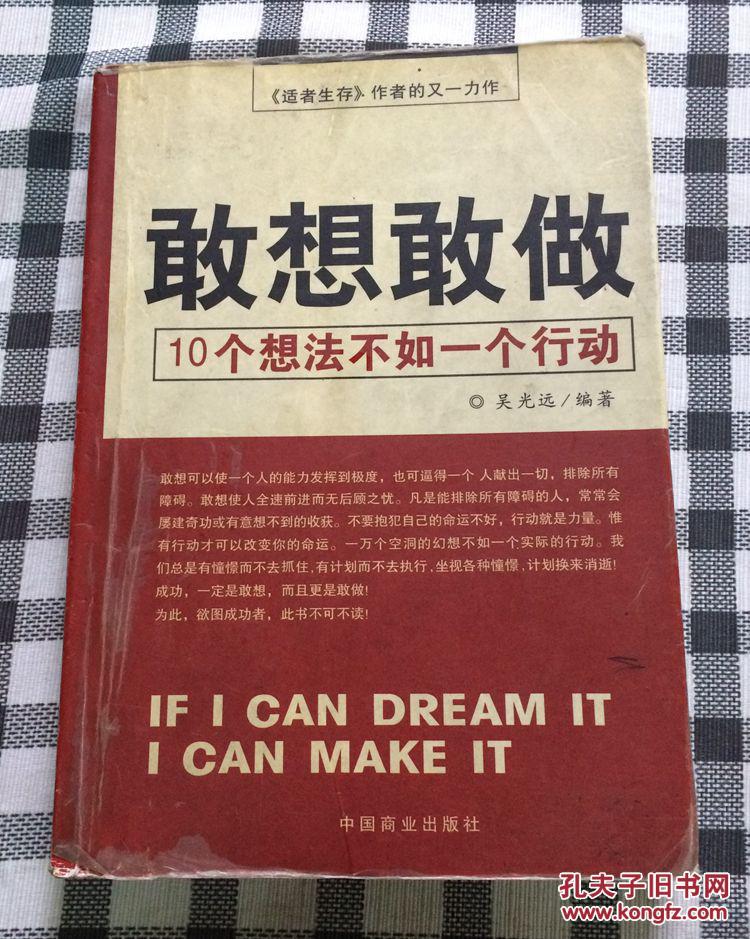 《适者生存》作者的又一力作
敢想敢做
10个想法不如一个行动
◎ 吴光远/编著
敢想可以使一个人的能力发挥到极度，也可逼得一个 人献出一切，排除所有
障碍。敢想使人全速前进而无后顾之忧。凡是能排除所有障碍的人，常常会
屡建奇功或有意想不到的收获。不要抱犯自己的命运不好，行动就是力量。惟
有行动才可以改变你的命运。一万个空洞的幻想不如一个实际的行动。我
们总是有憧憬而不去抓住,有计划而不去执行,坐视各种憧憬,计划换来消逝!
成功，一定是敢想，而且更是敢做!
为此，欲图成功者，此书不可不读!
IF I CAN DREAM IT
I CAN MAKE IT
中国商业出版社
孔夫子旧书网
www.kongfz.com